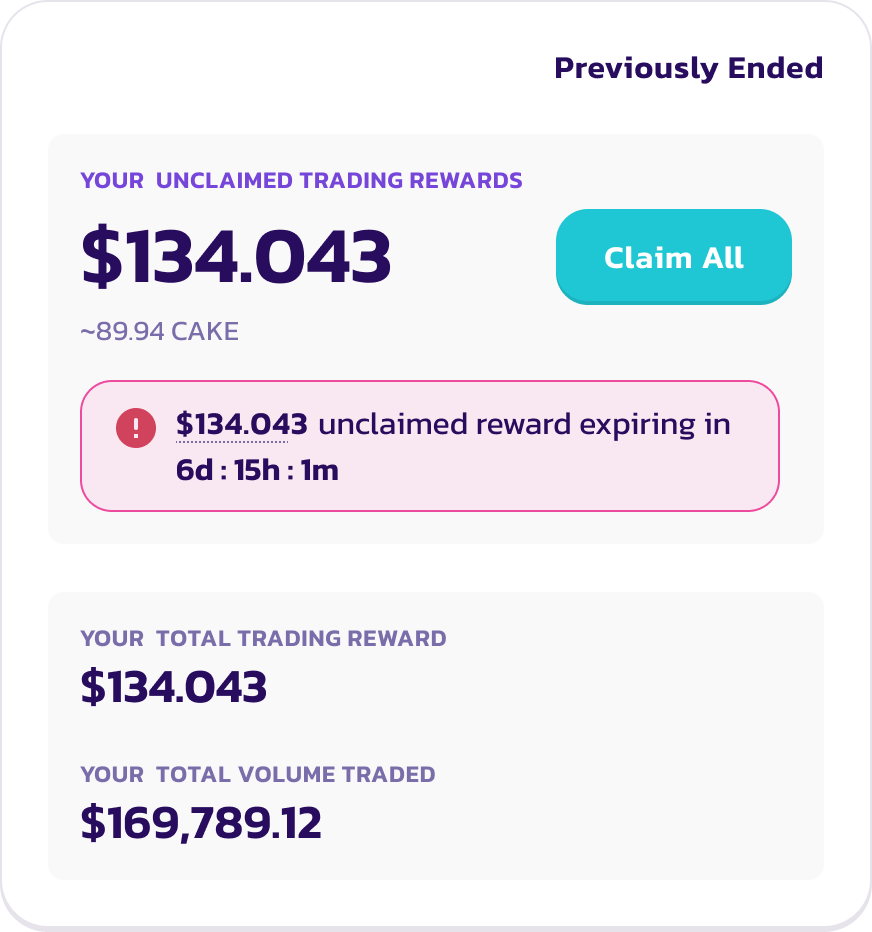 Previously Ended
YOUR UNCLAIMED TRADING REWARDS
$134.043
Claim All
~89.94 CAKE
$134.043 unclaimed reward expiring in
6d : 15h : 1m
YOUR TOTAL TRADING REWARD
$134.043
YOUR TOTAL VOLUME TRADED
$169,789.12